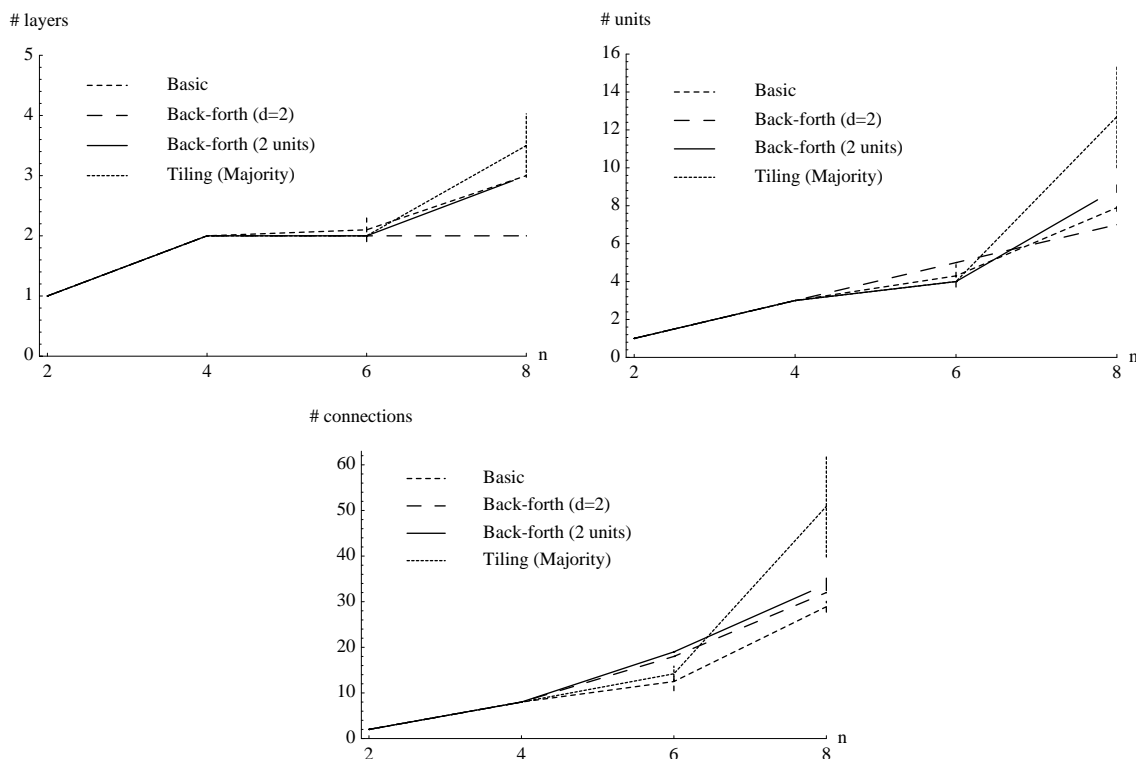 # layers
5
4
3
2
1
0
Basic
Back-forth (d=2)
Back-forth (2 units)
Tiling (Majority)
2 4 6 8
n
# units
16
14
12
10
8
6
4
2
0
Basic
Back-forth (d=2)
Back-forth (2 units)
Tiling (Majority)
2 4 6 8
n
# connections
60
50
40
30
20
10
0
Basic
Back-forth (d=2)
Back-forth (2 units)
Tiling (Majority)
2 4 6 8
n